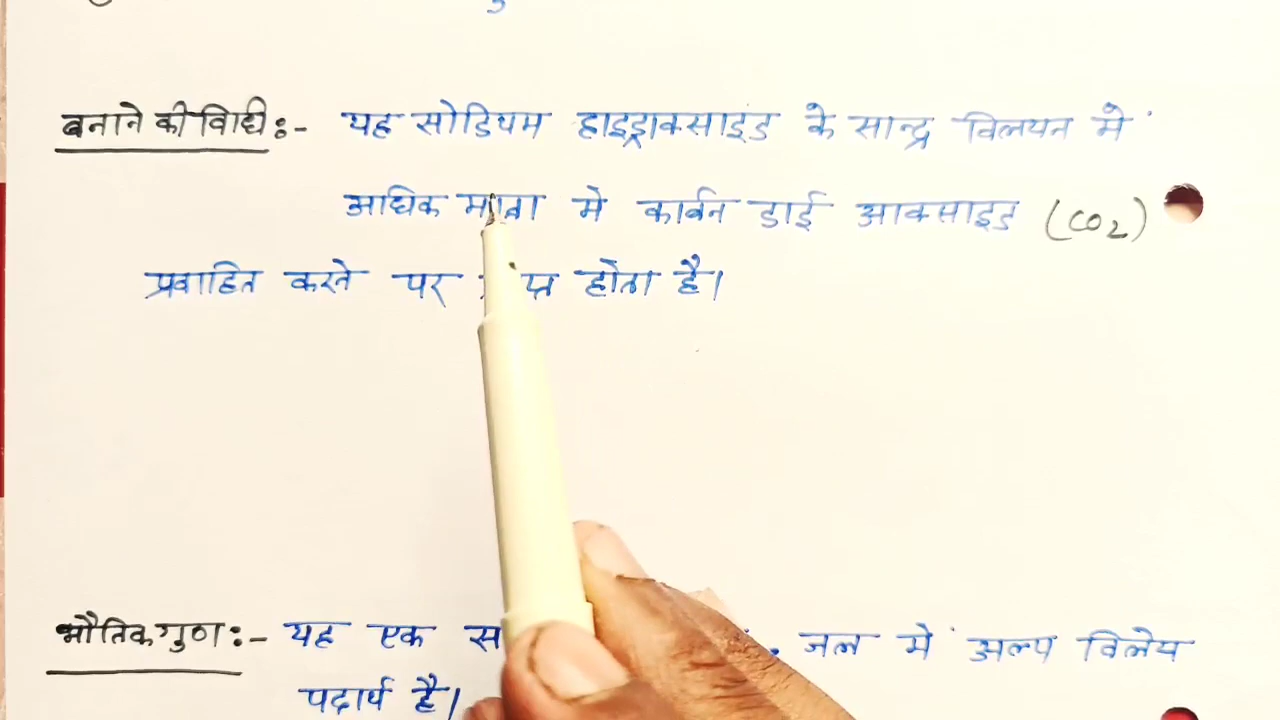 बनाने की विधि:- यह सोडियम हाइड्राक्साइड के सान्द्र विलयन में
अधिक मात्रा मे कार्बन डाई आक्साइड (CO2)
प्रवाहित करने पर होता है।
भौतिक गुण:- यह एक जल में अल्प विलेय
पदार्थ है।